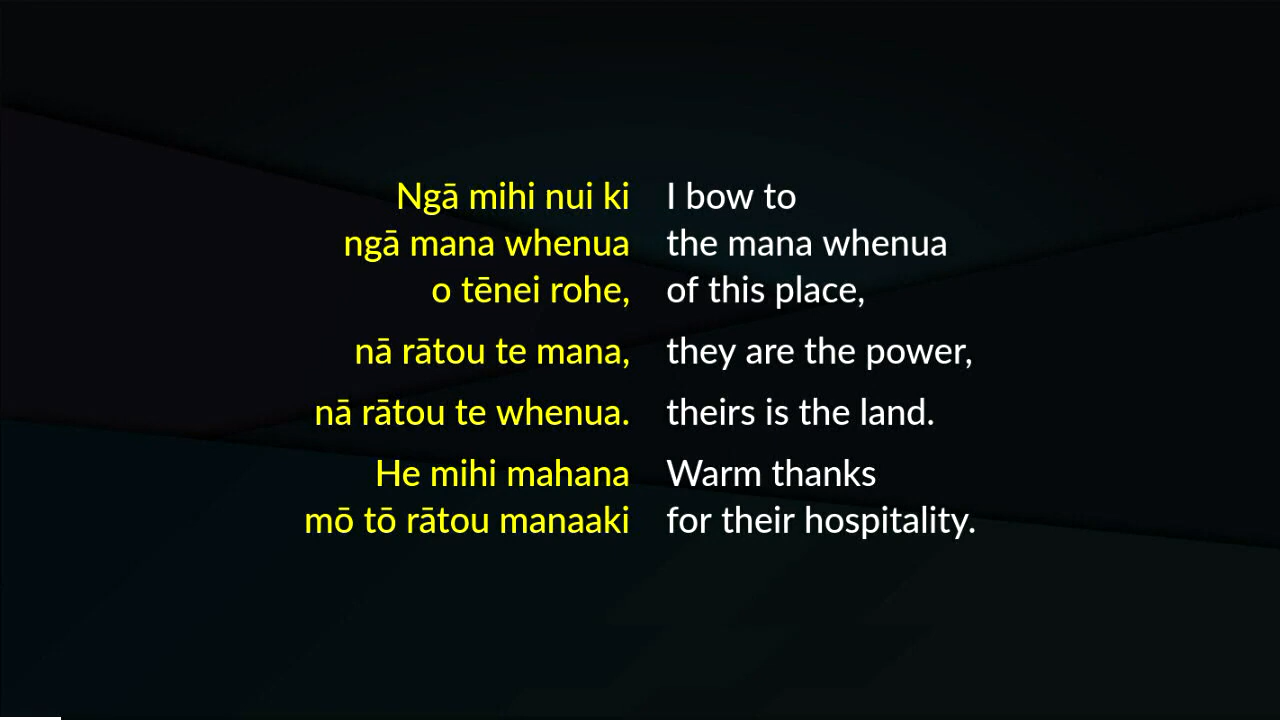 Ngā mihi nui ki
ngā mana whenua
o tēnei rohe,
nā rātou te mana,
nā rātou te whenua.
He mihi mahana
mō tō rātou manaaki
I bow to
the mana whenua
of this place,
they are the power,
theirs is the land.
Warm thanks
for their hospitality.